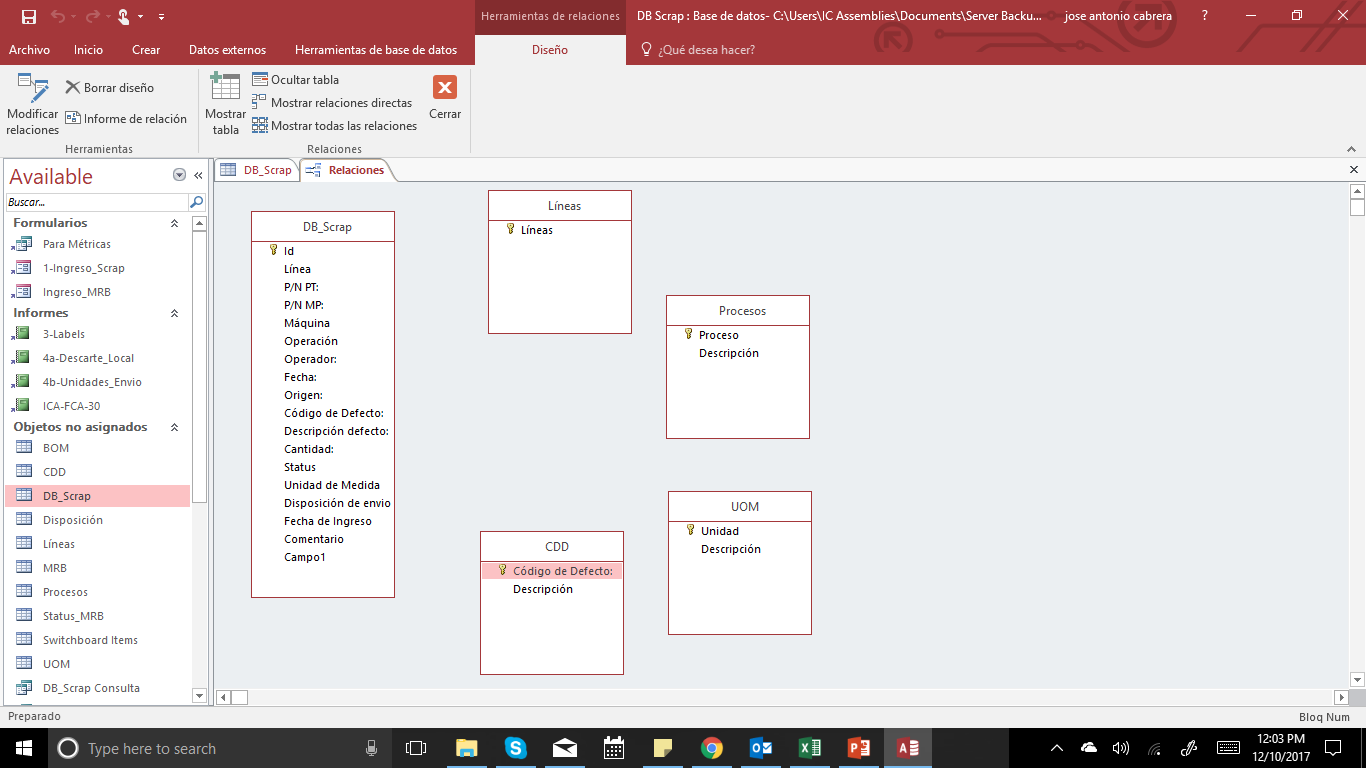 Herramientas de relaciones
DB Scrap : Base de datos- C:\Users\IC Assemblies\Documents\Server Backu...
jose antonio cabrera
?
Archivo
Inicio
Crear
Datos externos
Herramientas de base de datos
Diseño
¿Qué desea hacer?
Modificar
relaciones
Borrar diseño
Informe de relación
Herramientas
Mostrar
tabla
Ocultar tabla
Mostrar relaciones directas
Mostrar todas las relaciones
Relaciones
Cerrar
Available
Buscar...
Formularios
Para Métricas
1-Ingreso_Scrap
Ingreso_MRB
Informes
3-Labels
4a-Descarte_Local
4b-Unidades_Envio
ICA-FCA-30
Objetos no asignados
BOM
CDD
DB_Scrap
Disposición
Líneas
MRB
Procesos
Status_MRB
Switchboard Items
UOM
DB_Scrap Consulta
DB_Scrap
Relaciones
DB_Scrap
Id
Línea
P/N PT:
P/N MP:
Máquina
Operación
Operador:
Fecha:
Origen:
Código de Defecto:
Descripción defecto:
Cantidad:
Status
Unidad de Medida
Disposición de envio
Fecha de Ingreso
Comentario
Campo1
Líneas
Líneas
Procesos
Proceso
Descripción
CDD
Código de Defecto:
Descripción
UOM
Unidad
Descripción
Preparado
Bloq Num
Type here to search
12:03 PM
12/10/2017